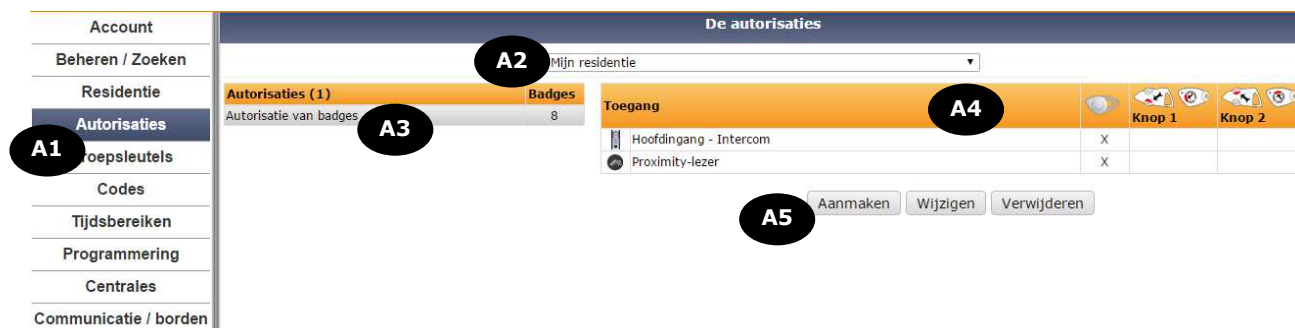 Account
Beheren / Zoeken
Residentie
Autorisaties
A1
roepsleutels
Codes
Tijdsbereiken
Programmering
Centrales
Communicatie / borden
De autorisaties
A2
Mijn residentie
Autorisaties (1) Badges
Autorisatie van badges 8
A3
Toegang Knop 1 Knop 2
A4
Hoofdingang - Intercom X
Proximity-lezer X
A5
Aanmaken Wijzigen Verwijderen